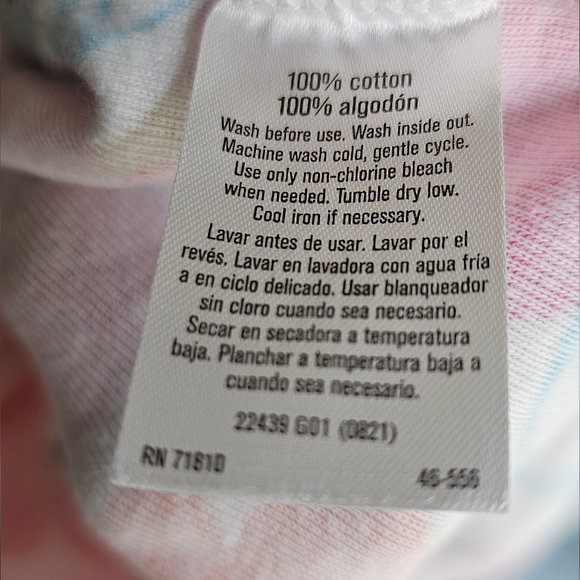 100% cotton
100% algodón
Wash before use. Wash inside out.
Machine wash cold, gentle cycle.
Use only non-chlorine bleach
when needed. Tumble dry low.
Cool iron if necessary.
Lavar antes de usar. Lavar por el
revés. Lavar en lavadora con agua fría
a en ciclo delicado. Usar blanqueador
sin cloro cuando sea necesario.
Secar en secadora a temperatura
baja. Planchar a temperatura baja a
cuando sea necesario.
22439 G01 (0821)
RN 71810
46-556